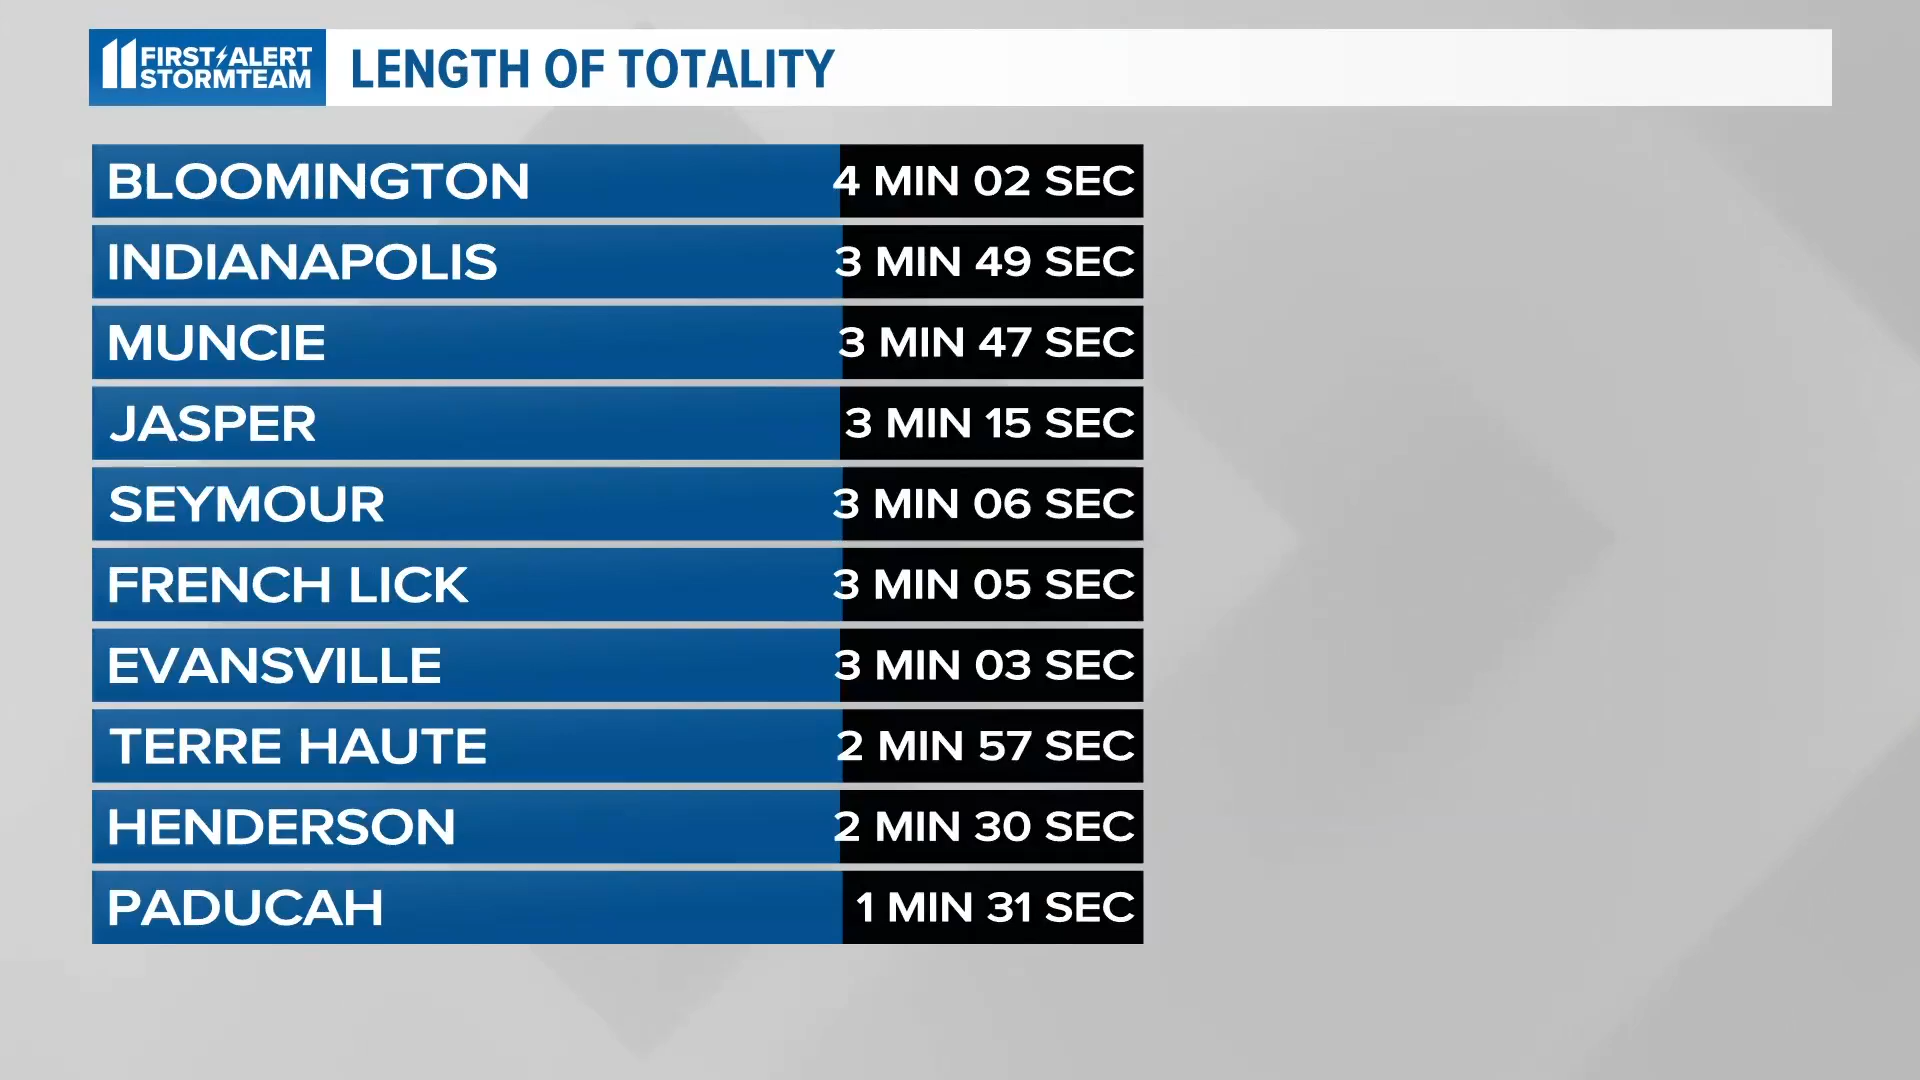 11 FIRST ALERT
STORMTEAM
LENGTH OF TOTALITY
BLOOMINGTON 4 MIN 02 SEC
INDIANAPOLIS 3 MIN 49 SEC
MUNCIE 3 MIN 47 SEC
JASPER 3 MIN 15 SEC
SEYMOUR 3 MIN 06 SEC
FRENCH LICK 3 MIN 05 SEC
EVANSVILLE 3 MIN 03 SEC
TERRE HAUTE 2 MIN 57 SEC
HENDERSON 2 MIN 30 SEC
PADUCAH 1 MIN 31 SEC